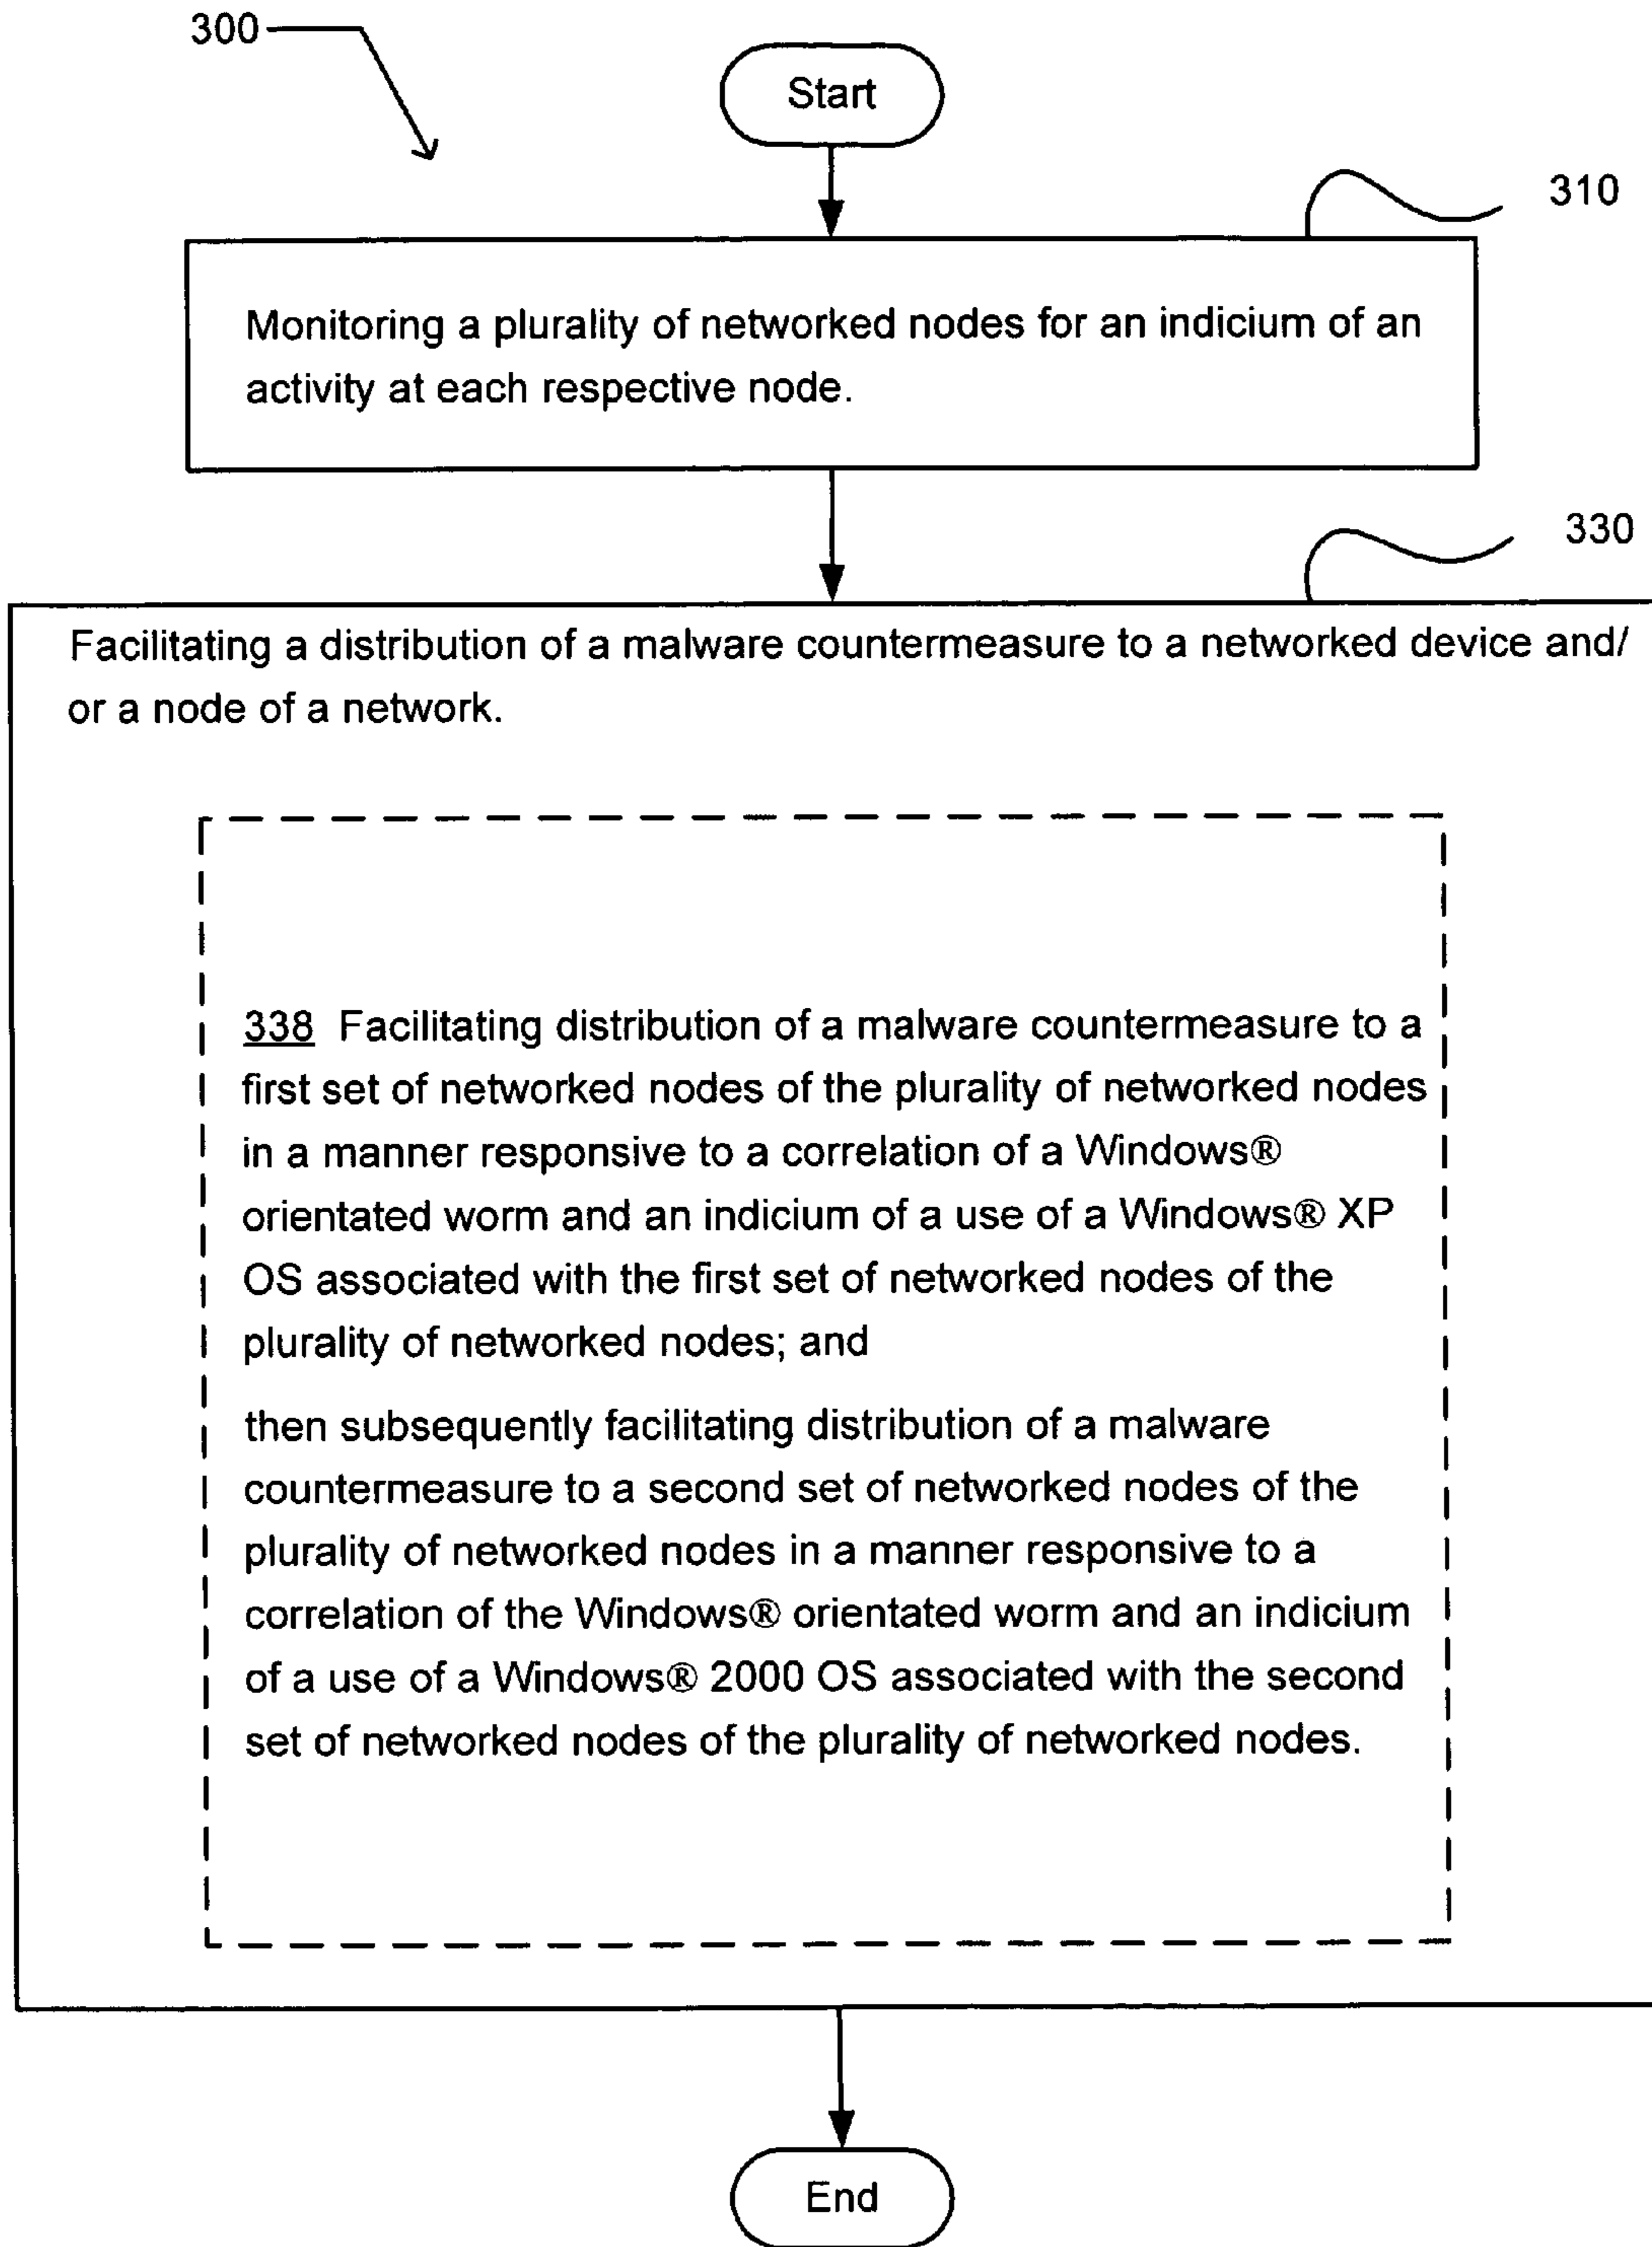 300
Start
310
Monitoring a plurality of networked nodes for an indicium of an
activity at each respective node.
330
Facilitating a distribution of a malware countermeasure to a networked device and/
or a node of a network.
338 Facilitating distribution of a malware countermeasure to a
first set of networked nodes of the plurality of networked nodes
in a manner responsive to a correlation of a Windows®
orientated worm and an indicium of a use of a Windows® XP
OS associated with the first set of networked nodes of the
plurality of networked nodes; and
then subsequently facilitating distribution of a malware
countermeasure to a second set of networked nodes of the
plurality of networked nodes in a manner responsive to a
correlation of the Windows® orientated worm and an indicium
of a use of a Windows® 2000 OS associated with the second
set of networked nodes of the plurality of networked nodes.
End